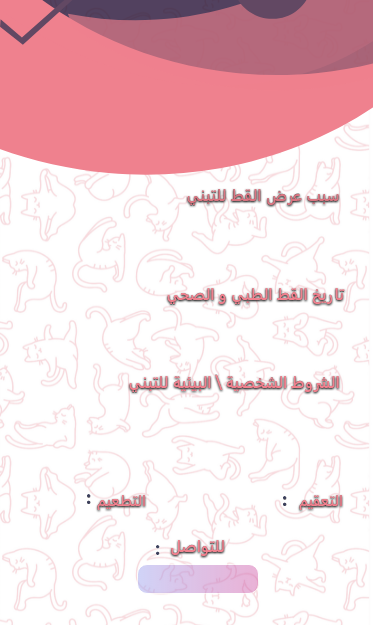 سبب عرض القط للتبني
تاريخ القط الطبي و الصحي
الشروط الشخصية \ البيئية للتبني
التعقيم : التطعيم :
للتواصل :